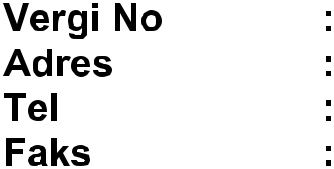 Vergi No :
Adres :
Tel :
Faks :